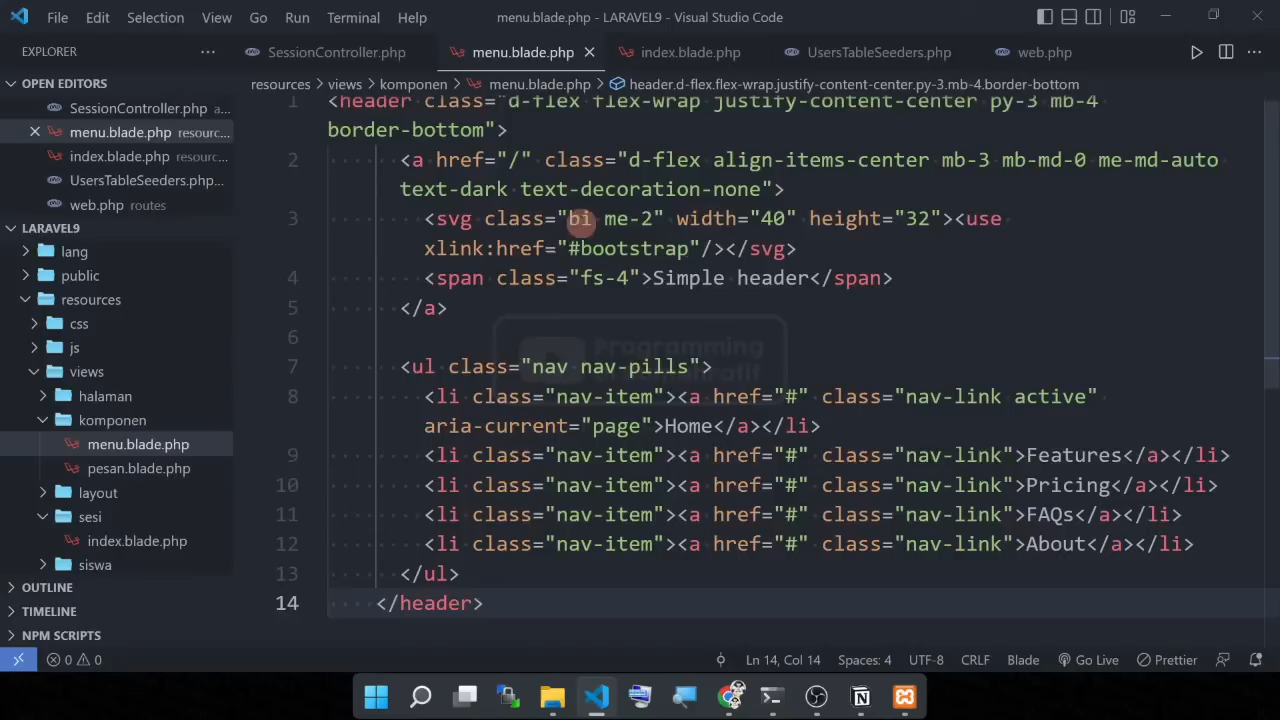 File Edit Selection View Go Run Terminal Help
menu.blade.php - LARAVEL9 - Visual Studio Code
EXPLORER
SessionController.php
menu.blade.php
index.blade.php
UsersTableSeeders.php
web.php
resources > views > komponen > menu.blade.php > header.d-flex.flex-wrap.justify-content-center.py-3.mb-4.border-bottom
OPEN EDITORS
SessionController.php a...
menu.blade.php resourc...
index.blade.php resourc...
UsersTableSeeders.php...
web.php routes
LARAVEL9
lang
public
resources
css
js
views
halaman
komponen
menu.blade.php
pesan.blade.php
layout
sesi
index.blade.php
siswa
OUTLINE
TIMELINE
NPM SCRIPTS
1 <header class="d-flex flex-wrap justify-content-center py-3 mb-4
border-bottom">
2 <a href="/" class="d-flex align-items-center mb-3 mb-md-0 me-md-auto
text-dark text-decoration-none">
3 <svg class="bi me-2" width="40" height="32"><use
xlink:href="#bootstrap"/></svg>
4 <span class="fs-4">Simple header</span>
5 </a>
6
7 <ul class="nav nav-pills">
8 <li class="nav-item"><a href="#" class="nav-link active"
aria-current="page">Home</a></li>
9 <li class="nav-item"><a href="#" class="nav-link">Features</a></li>
10 <li class="nav-item"><a href="#" class="nav-link">Pricing</a></li>
11 <li class="nav-item"><a href="#" class="nav-link">FAQs</a></li>
12 <li class="nav-item"><a href="#" class="nav-link">About</a></li>
13 </ul>
14 </header>
Programming
0 0
Ln 14, Col 14 Spaces: 4 UTF-8 CRLF Blade Go Live Prettier